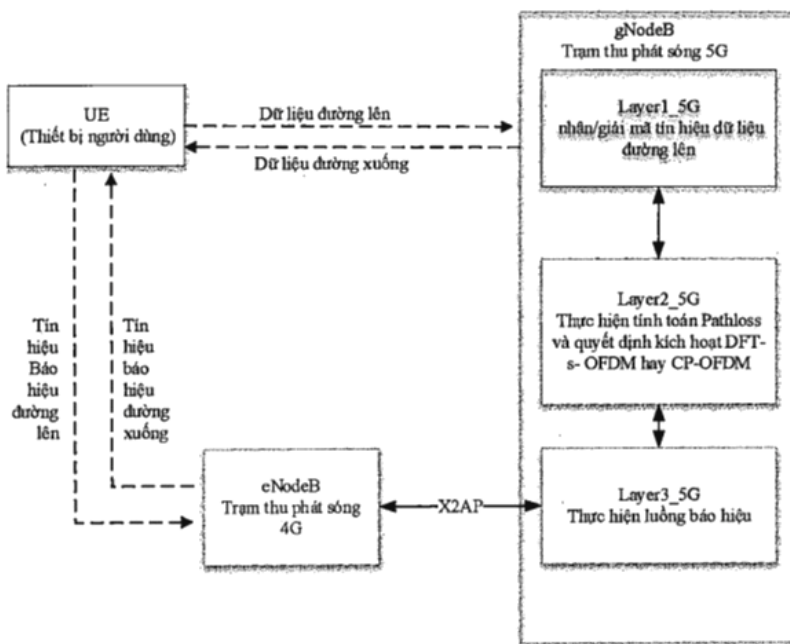 gNodeB
Trạm thu phát sóng 5G
UE
(Thiết bị người dùng)
Dữ liệu đường lên
Dữ liệu đường xuống
Layer1_5G
nhận/giải mã tín hiệu dữ liệu
đường lên
Layer2_5G
Thực hiện tính toán Pathloss
và quyết định kích hoạt DFT-
s- OFDM hay CP-OFDM
Tín
hiệu
Báo
hiệu
đường
lên
Tín
hiệu
báo
hiệu
đường
xuống
eNodeB
Trạm thu phát sóng
4G
X2AP
Layer3_5G
Thực hiện luồng báo hiệu